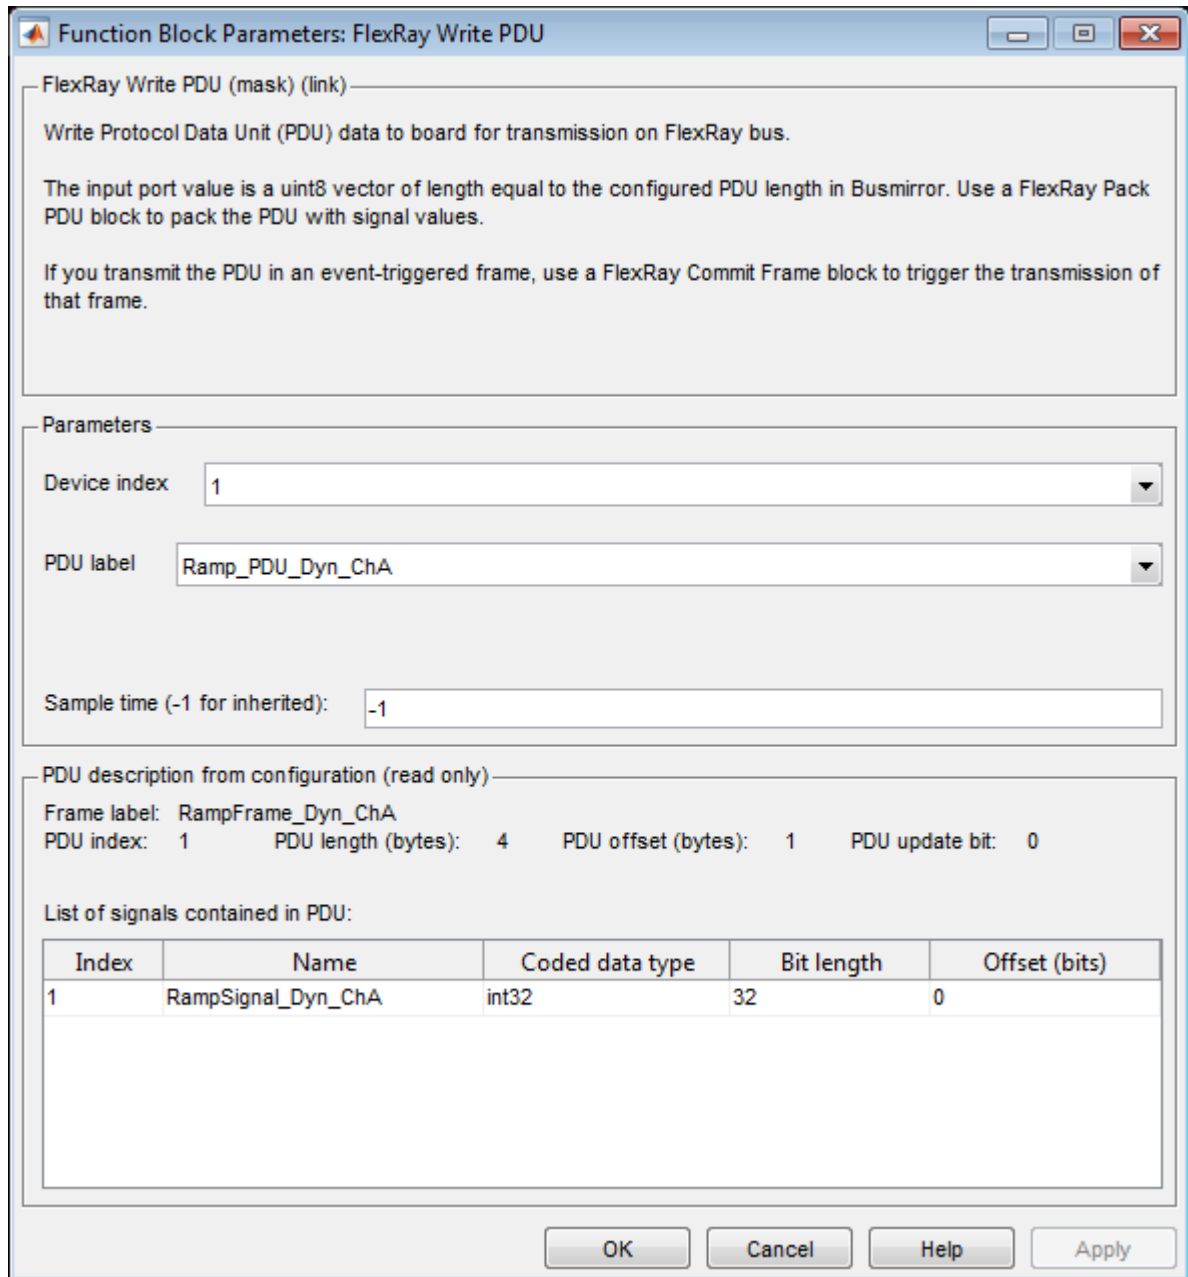 Function Block Parameters: FlexRay Write PDU
FlexRay Write PDU (mask) (link)
Write Protocol Data Unit (PDU) data to board for transmission on FlexRay bus.
The input port value is a uint8 vector of length equal to the configured PDU length in Busmirror. Use a FlexRay Pack
PDU block to pack the PDU with signal values.
If you transmit the PDU in an event-triggered frame, use a FlexRay Commit Frame block to trigger the transmission of
that frame.
Parameters
Device index 1
PDU label Ramp_PDU_Dyn_ChA
Sample time (-1 for inherited): -1
PDU description from configuration (read only)
Frame label: RampFrame_Dyn_ChA
PDU index: 1 PDU length (bytes): 4 PDU offset (bytes): 1 PDU update bit: 0
List of signals contained in PDU:
Index Name Coded data type Bit length Offset (bits)
1 RampSignal_Dyn_ChA int32 32 0
OK Cancel Help Apply